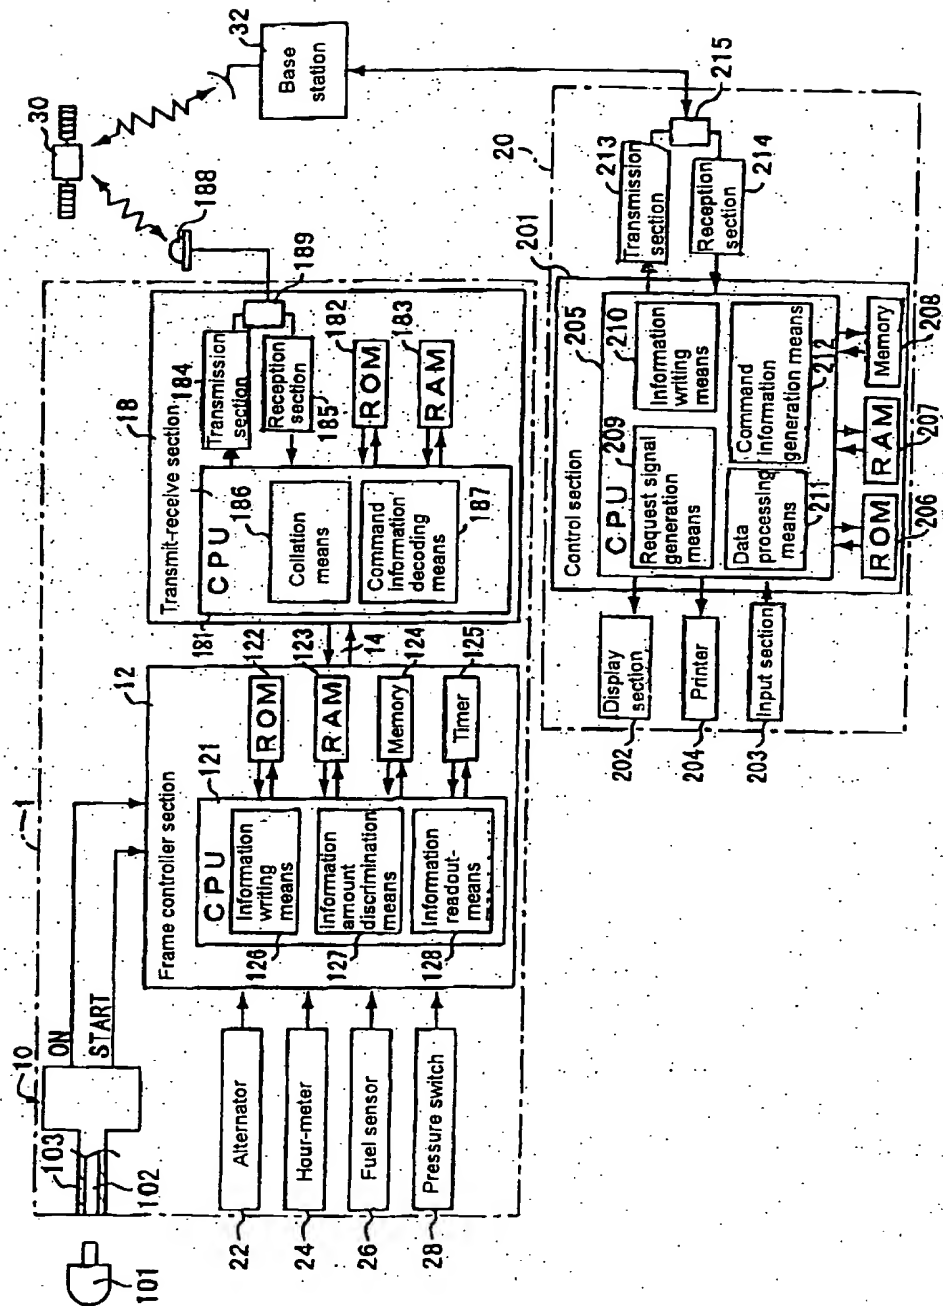 30
32
Base
station
188
1
10
ON
START
103
102
101
12
Frame controller section
121
CPU
Information
writing
means
126
Information
amount
discrimination
means
127
Information
readout-
means
128
ROM
122
RAM
123
Memory
124
Timer
125
Alternator
22
Hour-meter
24
Fuel sensor
26
Pressure switch
28
14
18
Transmit-receive section
181
CPU
186
Collation
means
Command
information
decoding
means
187
184
Transmission
section
Reception
section
185
189
182
ROM
183
RAM
20
201
Control section
205
CPU
209
Request signal
generation
means
210
Information
writing
means
Data
processing
means
211
Command
information
generation means
212
213
Transmission
section
Reception
section
214
215
Display
section
202
Printer
204
Input section
203
ROM
206
RAM
207
Memory
208